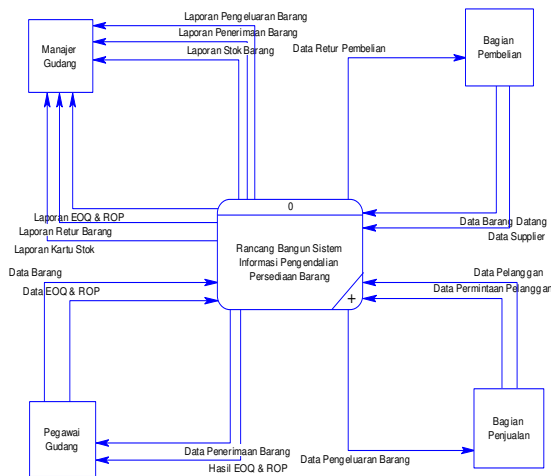 Laporan Pengeluaran Barang
Laporan Penerimaan Barang
Laporan Stok Barang
Manajer
Gudang
Data Retur Pembelian
Bagian
Pembelian
Laporan EOQ & ROP
Laporan Retur Barang
Laporan Kartu Stok
0
Rancang Bangun Sistem
Informasi Pengendalian
Persediaan Barang
+
Data Barang Datang
Data Supplier
Data Barang
Data EOQ & ROP
Data Pelanggan
Data Permintaan Pelanggan
Pegawai
Gudang
Data Penerimaan Barang
Hasil EOQ & ROP
Data Pengeluaran Barang
Bagian
Penjualan